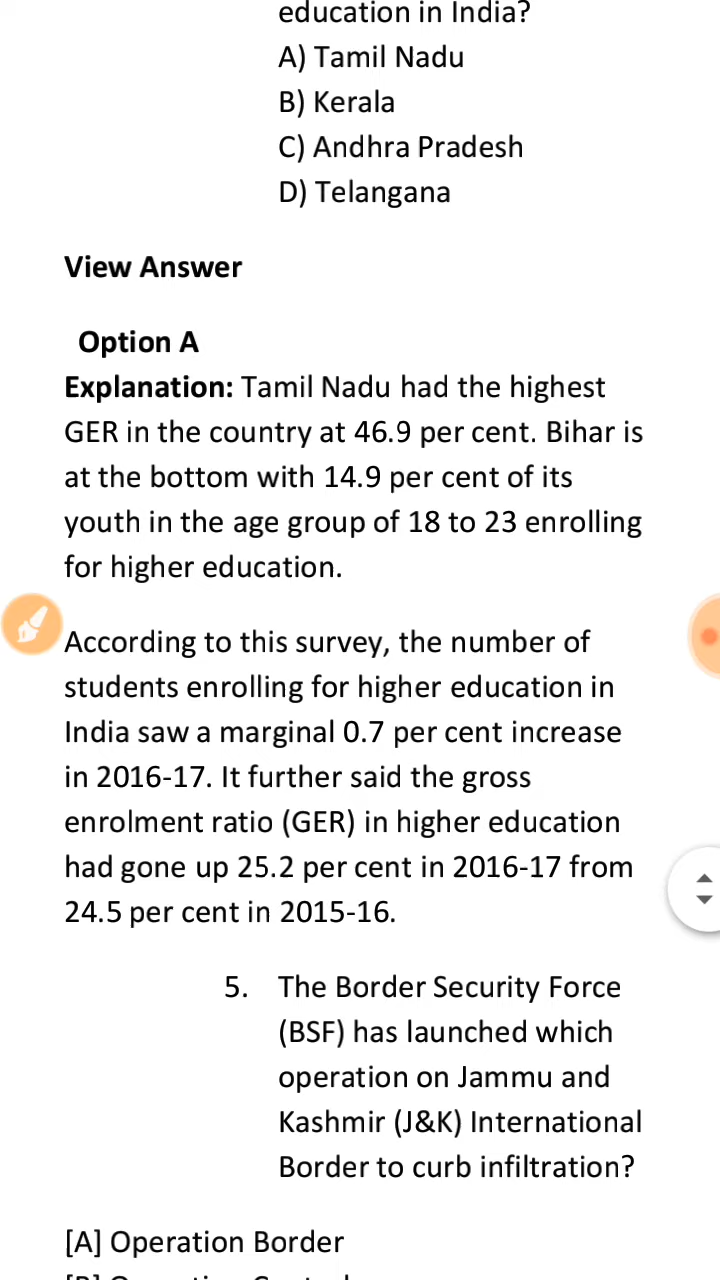 education in India?
A) Tamil Nadu
B) Kerala
C) Andhra Pradesh
D) Telangana
View Answer
Option A
Explanation: Tamil Nadu had the highest
GER in the country at 46.9 per cent. Bihar is
at the bottom with 14.9 per cent of its
youth in the age group of 18 to 23 enrolling
for higher education.
According to this survey, the number of
students enrolling for higher education in
India saw a marginal 0.7 per cent increase
in 2016-17. It further said the gross
enrolment ratio (GER) in higher education
had gone up 25.2 per cent in 2016-17 from
24.5 per cent in 2015-16.
5. The Border Security Force
(BSF) has launched which
operation on Jammu and
Kashmir (J&K) International
Border to curb infiltration?
[A] Operation Border